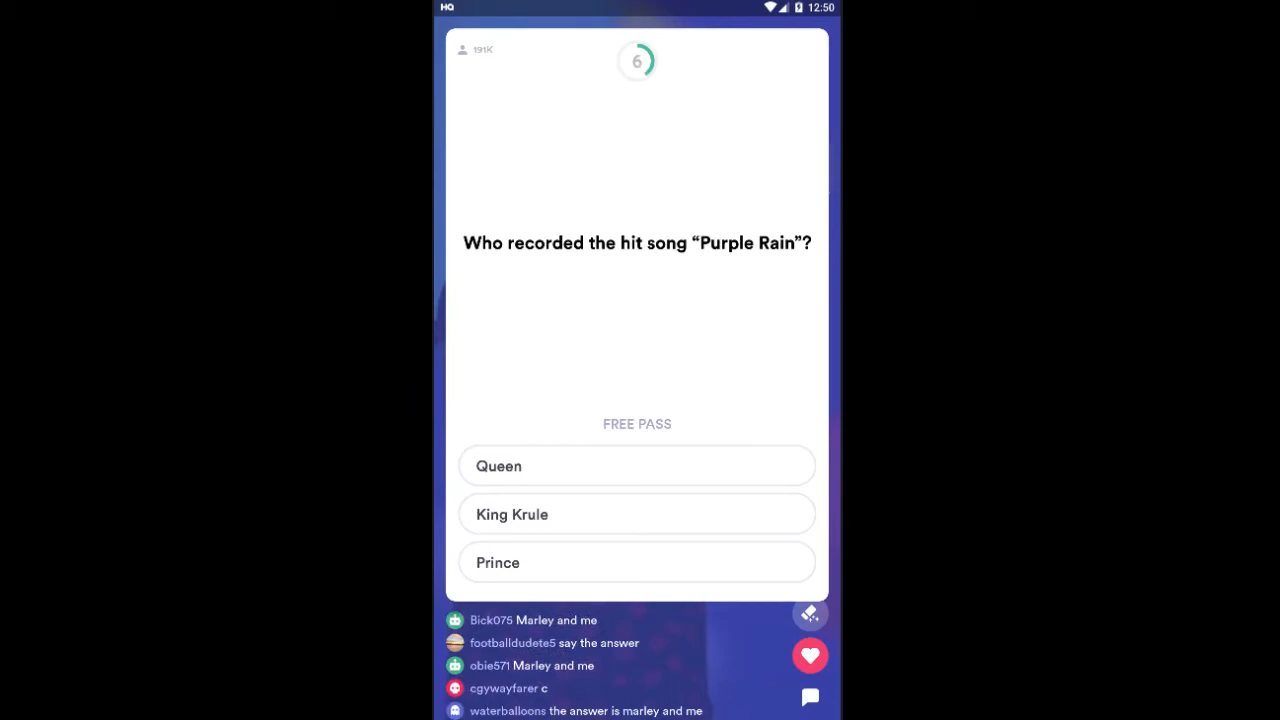 HQ
12:50
191K
6
Who recorded the hit song “Purple Rain”?
FREE PASS
Queen
King Krule
Prince
Bick075 Marley and me
footballdudete5 say the answer
obie571 Marley and me
cgywayfarer c
waterballoons the answer is marley and me